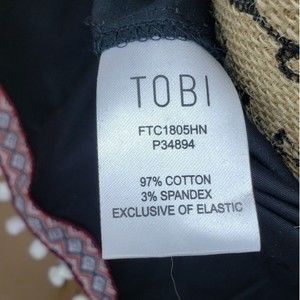 TOBI
FTC1805HN
P34894
97% COTTON
3% SPANDEX
EXCLUSIVE OF ELASTIC